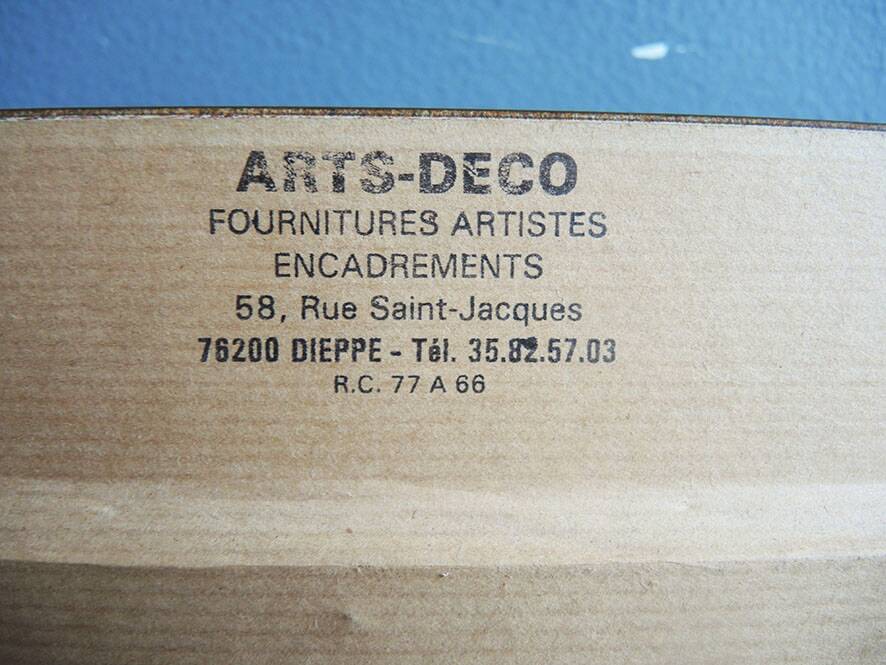 ARTS-DECO
FOURNITURES ARTISTES
ENCADREMENTS
58, Rue Saint-Jacques
76200 DIEPPE - Tél. 35.82.57.03
R.C. 77 A 66